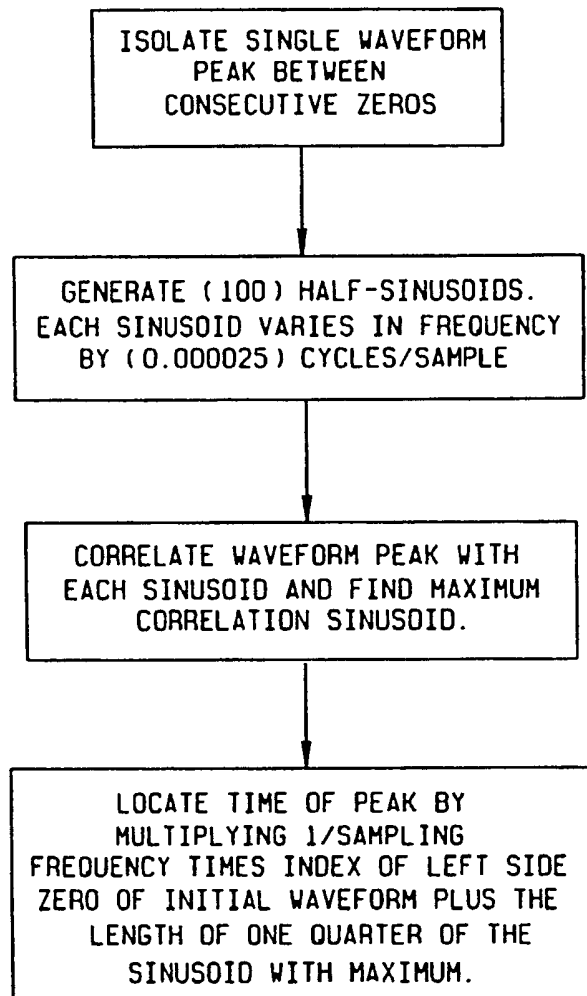 ISOLATE SINGLE WAVEFORM
PEAK BETWEEN
CONSECUTIVE ZEROS
GENERATE (100) HALF-SINUSOIDS.
EACH SINUSOID VARIES IN FREQUENCY
BY (0.000025) CYCLES/SAMPLE
CORRELATE WAVEFORM PEAK WITH
EACH SINUSOID AND FIND MAXIMUM
CORRELATION SINUSOID.
LOCATE TIME OF PEAK BY
MULTIPLYING 1/SAMPLING
FREQUENCY TIMES INDEX OF LEFT SIDE
ZERO OF INITIAL WAVEFORM PLUS THE
LENGTH OF ONE QUARTER OF THE
SINUSOID WITH MAXIMUM.